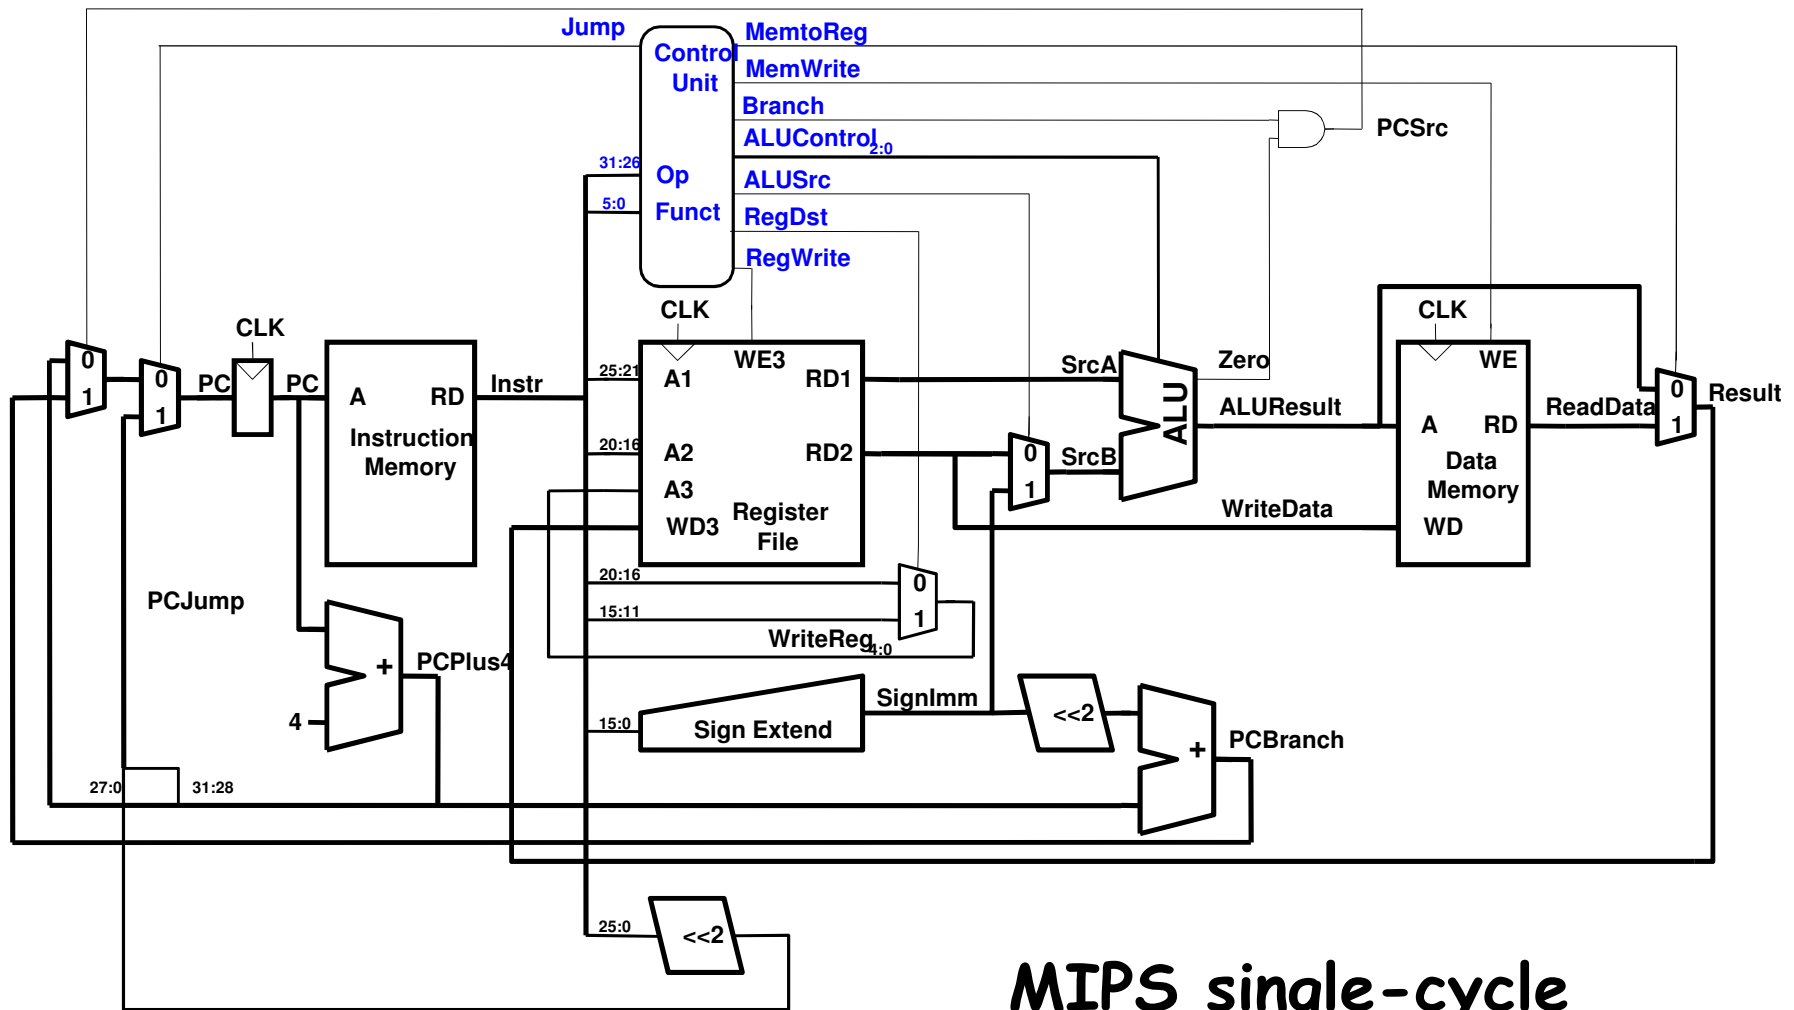 Jump
MemtoReg
Control
Unit
MemWrite
Branch
PCSrc
ALUControl2:0
31:26
Op
ALUSrc
5:0
Funct
RegDst
RegWrite
CLK
CLK
CLK
0
1
0
1
PC
PC
A
RD
Instruction
Memory
Instr
25:21
A1
WE3
RD1
20:16
A2
RD2
A3
WD3
Register
File
SrcA
0
1
SrcB
ALU
Zero
ALUResult
WriteData
WE
A
RD
Data
Memory
WD
ReadData
0
1
Result
20:16
0
15:11
1
WriteReg4:0
PCJump
+
PCPlus4
4
15:0
Sign Extend
SignImm
<<2
+
PCBranch
27:0
31:28
25:0
<<2
MIPS single-cycle